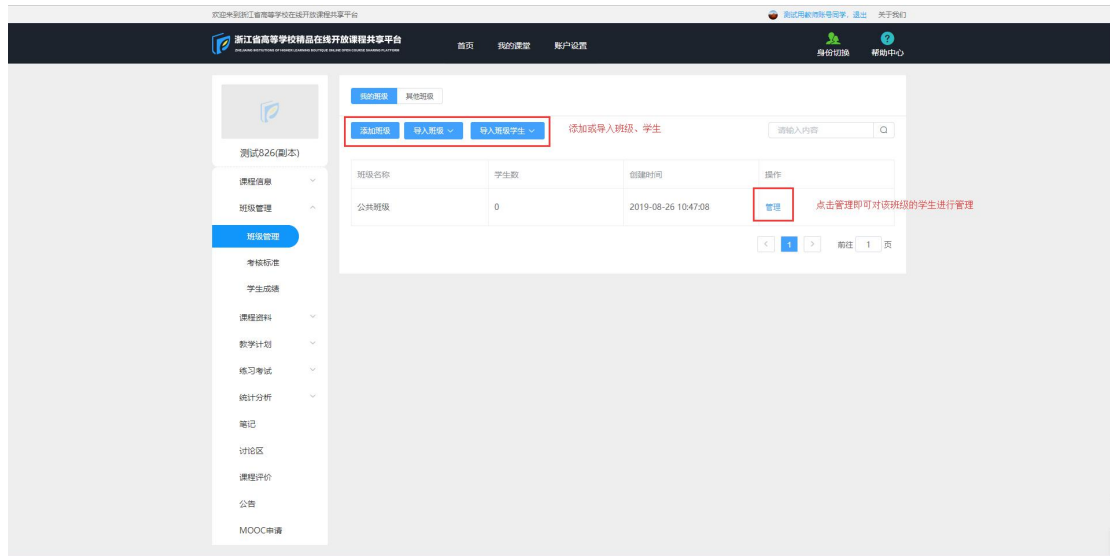 欢迎来到浙江省高等学校在线开放课程共享平台
测试用教师账号同学，退出 关于我们
浙江省高等学校精品在线开放课程共享平台
ZHEJIANG INSTITUTIONS OF HIGHER LEARNING BOUTIQUE ONLINE OPEN COURSE SHARING PLATFORM
首页 我的课堂 账户设置
身份切换 帮助中心
测试826(副本)
课程信息
班级管理
班级管理
考核标准
学生成绩
课程资料
教学计划
练习考试
统计分析
笔记
讨论区
课程评价
公告
MOOC申请
我的班级 其他班级
添加班级 导入班级 导入班级学生 添加或导入班级、学生 请输入内容
班级名称 学生数 创建时间 操作
公共班级 0 2019-08-26 10:47:08 管理 点击管理即可对该班级的学生进行管理
< 1 > 前往 1 页